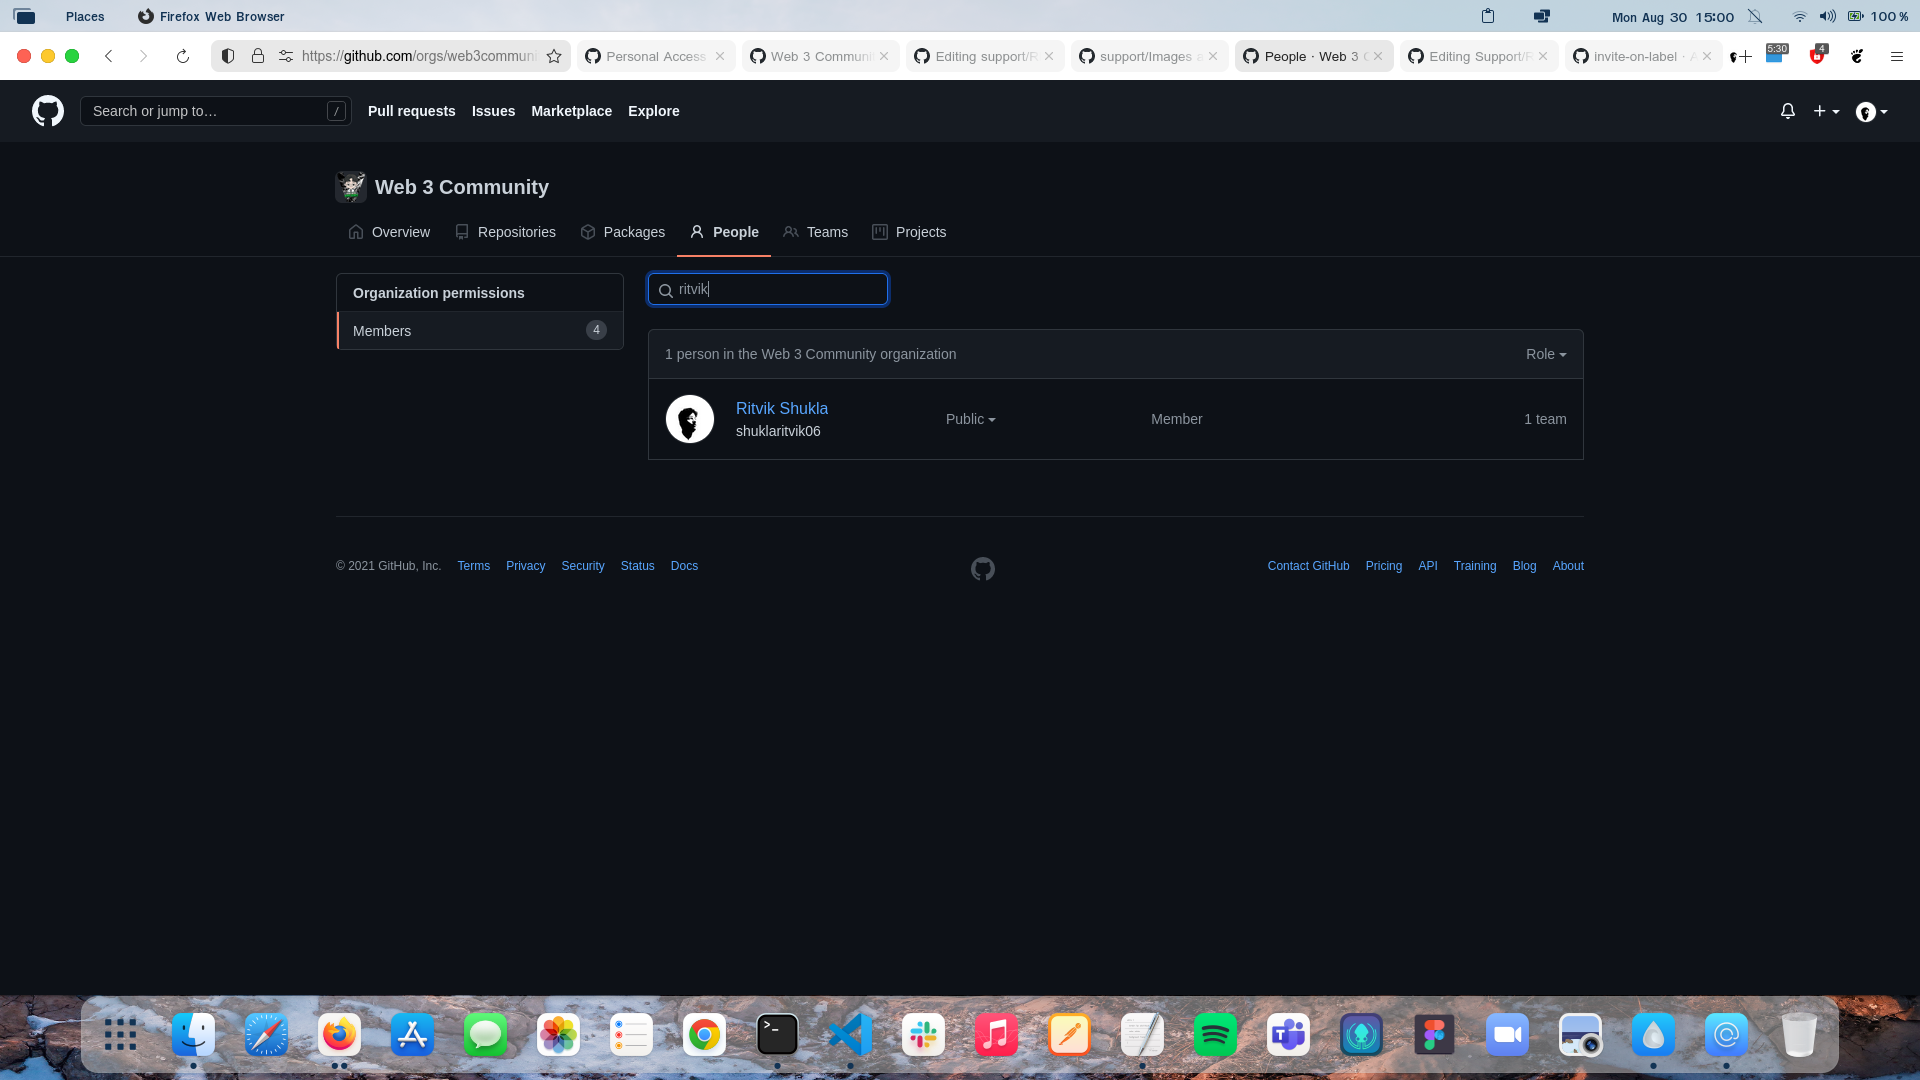 Places Firefox Web Browser Mon Aug 30 15:00 100 %
https://github.com/orgs/web3communi Personal Access Web 3 Communi Editing support/R support/Images a People · Web 3 C Editing Support/R invite-on-label · A 5:30 4
Search or jump to… / Pull requests Issues Marketplace Explore
Web 3 Community
Overview Repositories Packages People Teams Projects
Organization permissions
Members 4
ritvik
1 person in the Web 3 Community organization Role
Ritvik Shukla
shuklaritvik06
Public Member 1 team
© 2021 GitHub, Inc. Terms Privacy Security Status Docs Contact GitHub Pricing API Training Blog About